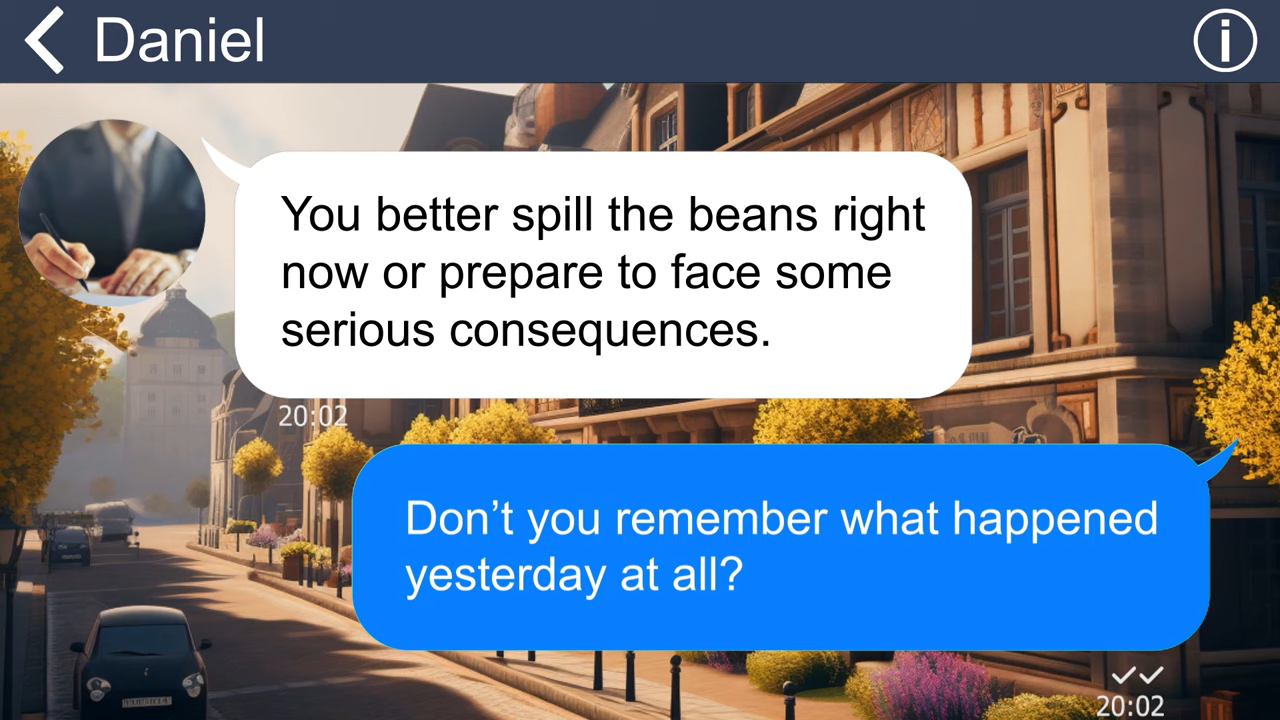 Daniel
You better spill the beans right
now or prepare to face some
serious consequences.
20:02
Don’t you remember what happened
yesterday at all?
20:02